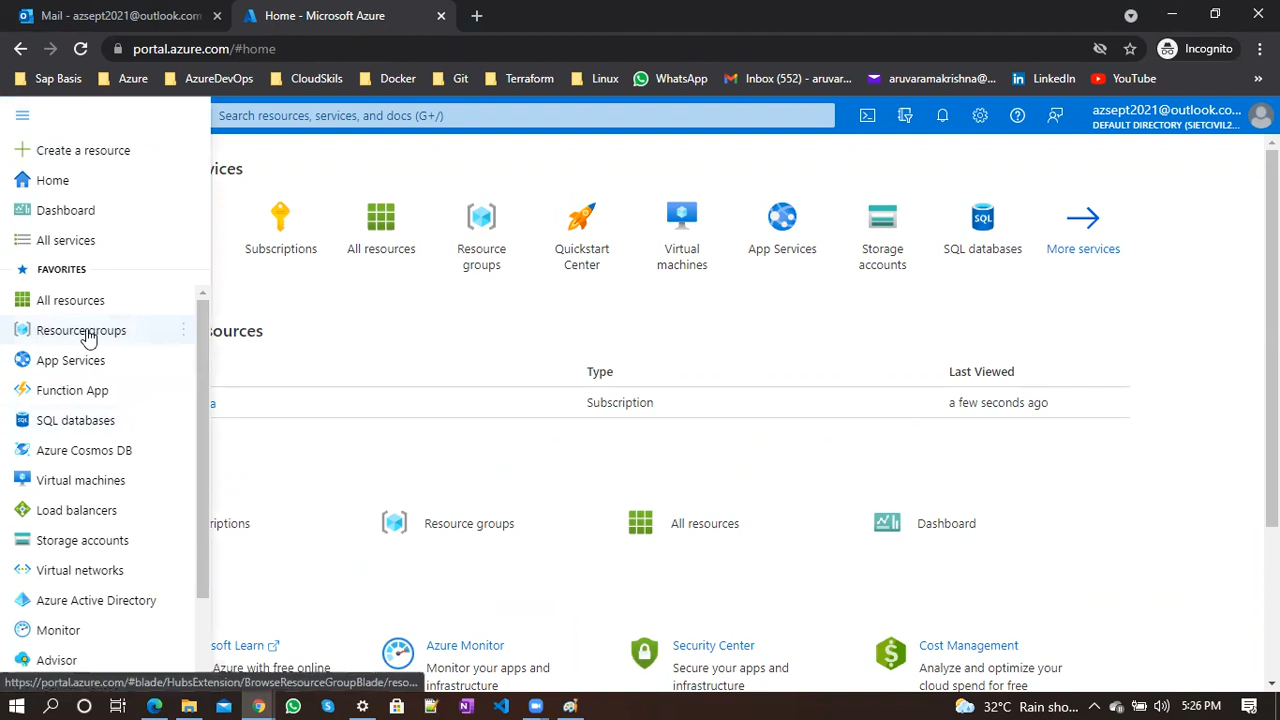 Mail – azsept2021@outlook.com
Home - Microsoft Azure
portal.azure.com/#home
Incognito
Sap Basis
Azure
AzureDevOps
CloudSkils
Docker
Git
Terraform
Linux
WhatsApp
Inbox (552) - aruvar...
aruvaramakrishna@...
LinkedIn
YouTube
»
Search resources, services, and docs (G+/)
azsept2021@outlook.co...
DEFAULT DIRECTORY (SIETCIVIL2...
Create a resource
Home
Dashboard
All services
FAVORITES
All resources
Resource groups
App Services
Function App
SQL databases
Azure Cosmos DB
Virtual machines
Load balancers
Storage accounts
Virtual networks
Azure Active Directory
Monitor
Advisor
vices
Subscriptions
All resources
Resource
groups
Quickstart
Center
Virtual
machines
App Services
Storage
accounts
SQL databases
More services
sources
Type
Last Viewed
a
Subscription
a few seconds ago
riptions
Resource groups
All resources
Dashboard
soft Learn
Azure with free online
Azure Monitor
Monitor your apps and
infrastructure
Security Center
Secure your apps and
infrastructure
Cost Management
Analyze and optimize your
cloud spend for free
https://portal.azure.com/#blade/HubsExtension/BrowseResourceGroupBlade/reso...
32°C Rain sho...
5:26 PM